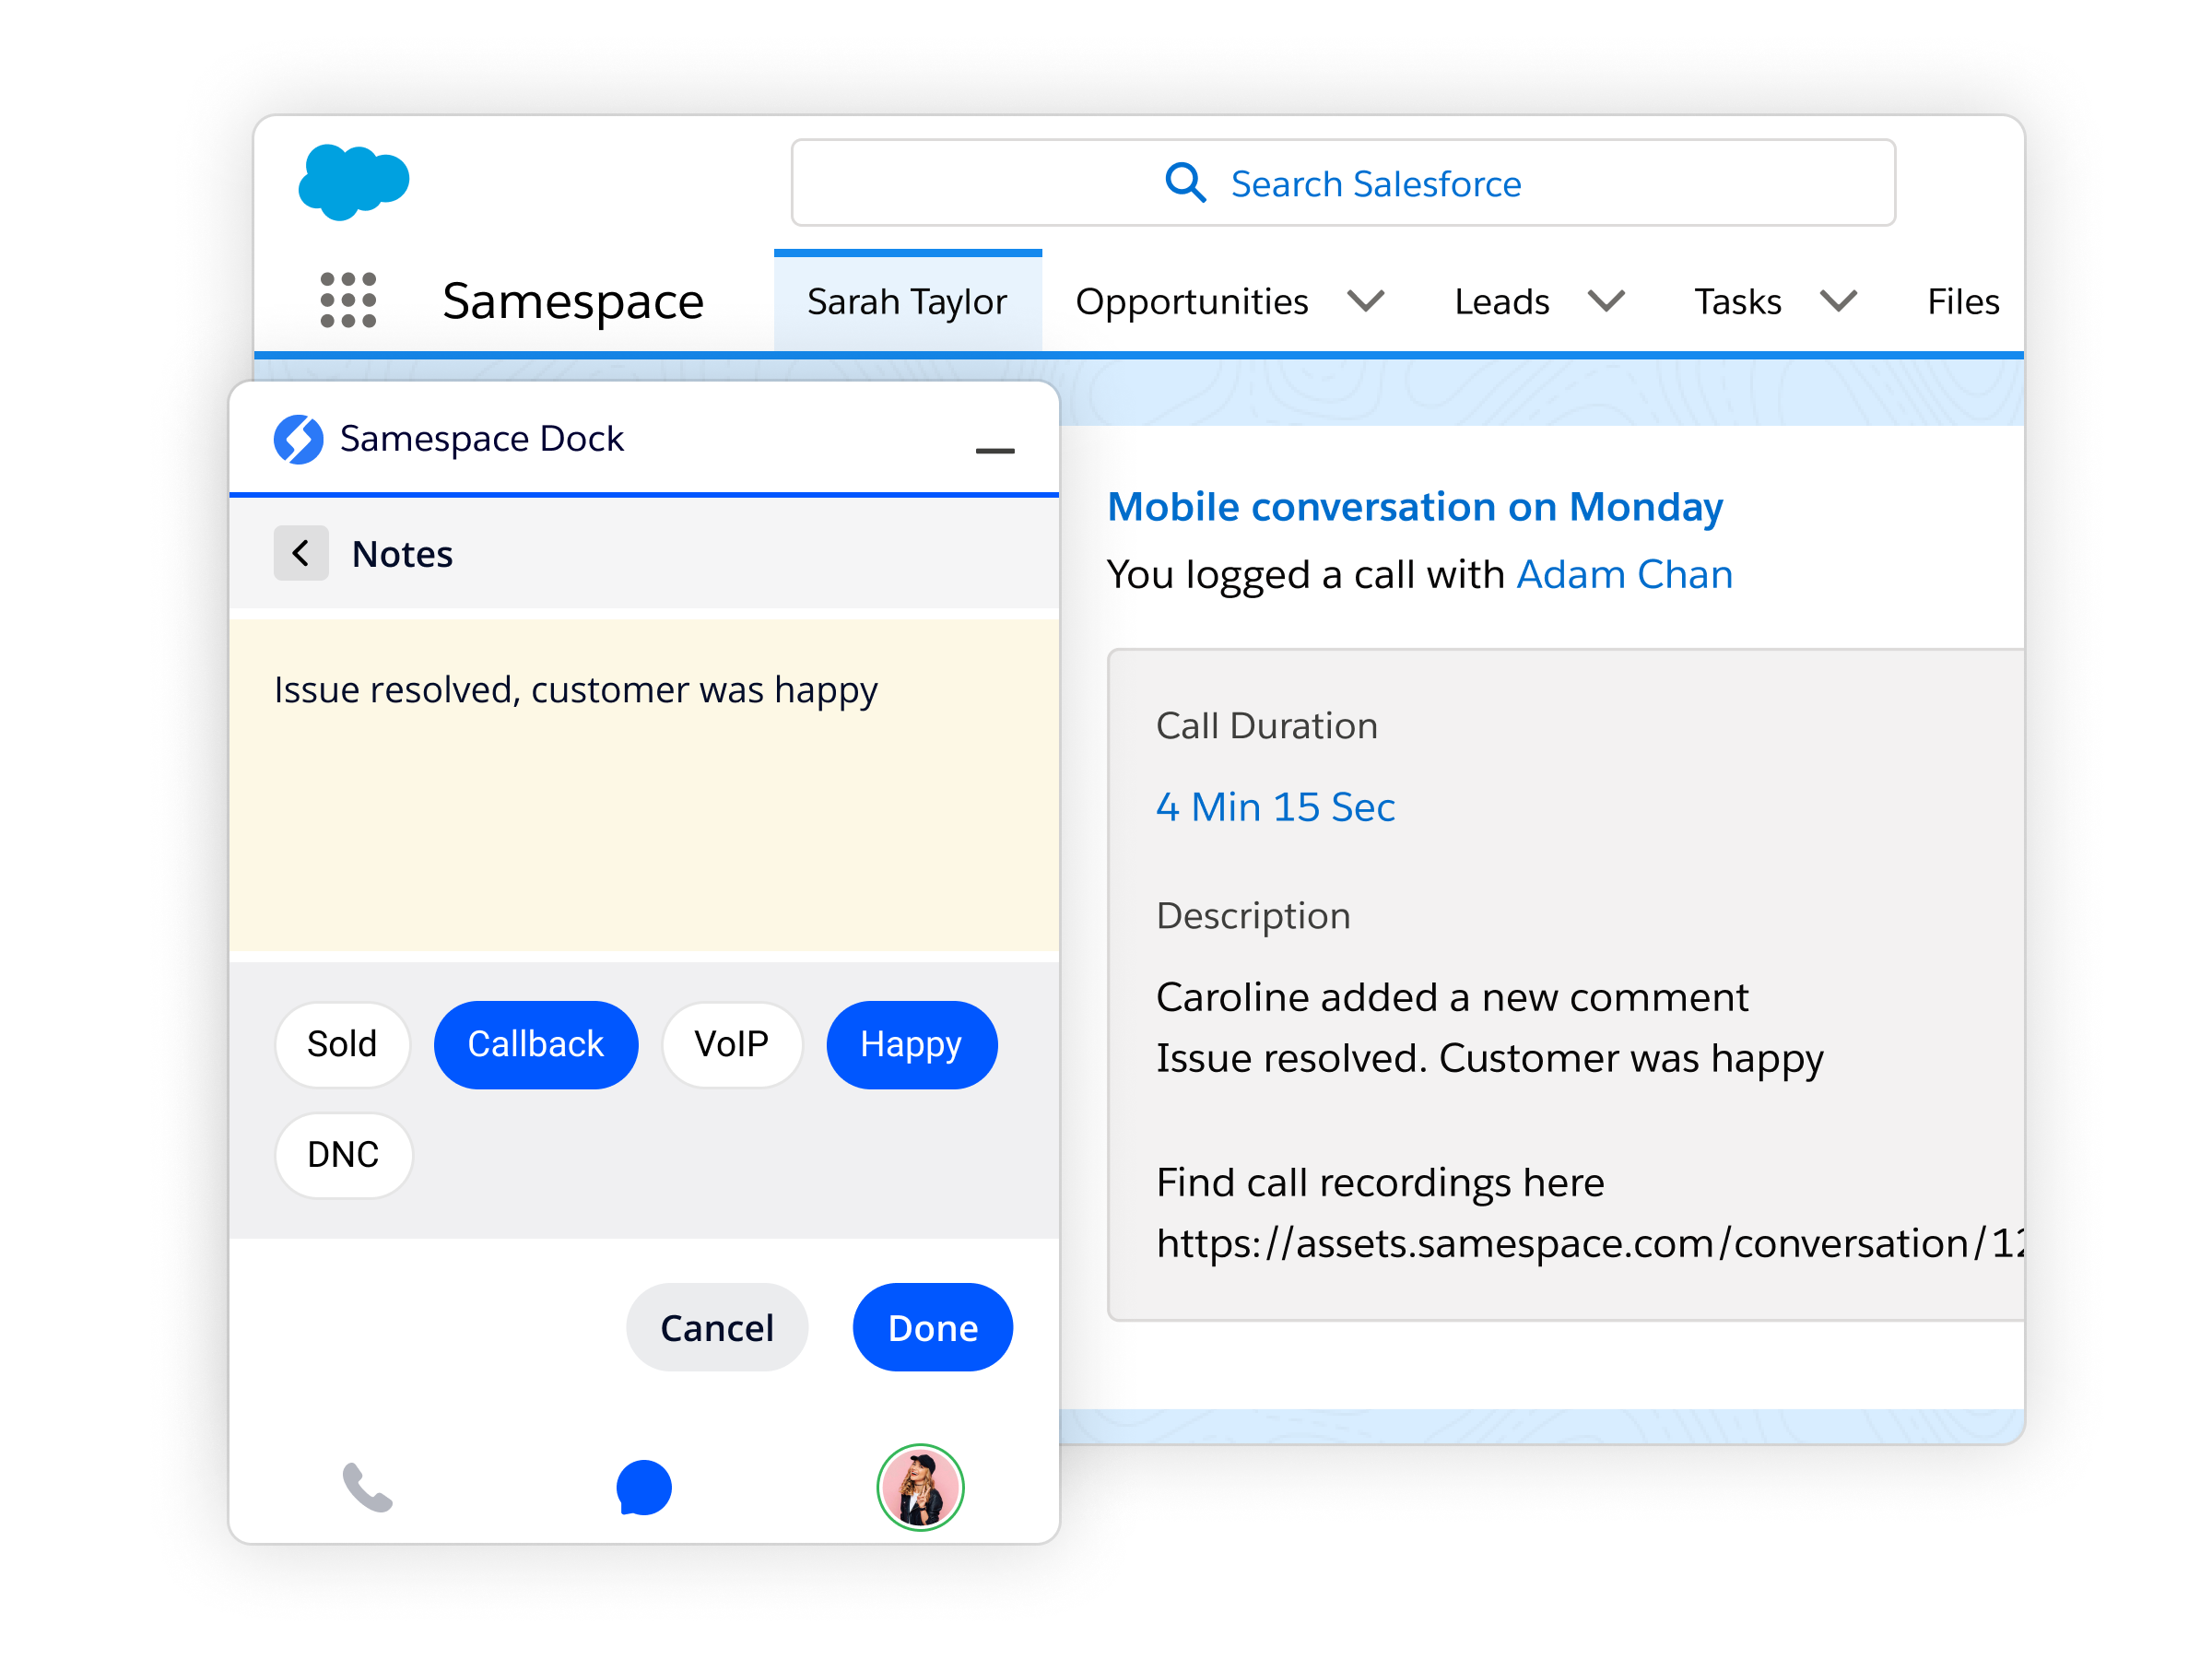 Search Salesforce
Samespace Sarah Taylor Opportunities Leads Tasks Files
Samespace Dock
Notes
Issue resolved, customer was happy
Sold Callback VoIP Happy
DNC
Cancel Done
Mobile conversation on Monday
You logged a call with Adam Chan
Call Duration
4 Min 15 Sec
Description
Caroline added a new comment
Issue resolved. Customer was happy
Find call recordings here
https://assets.samespace.com/conversation/12